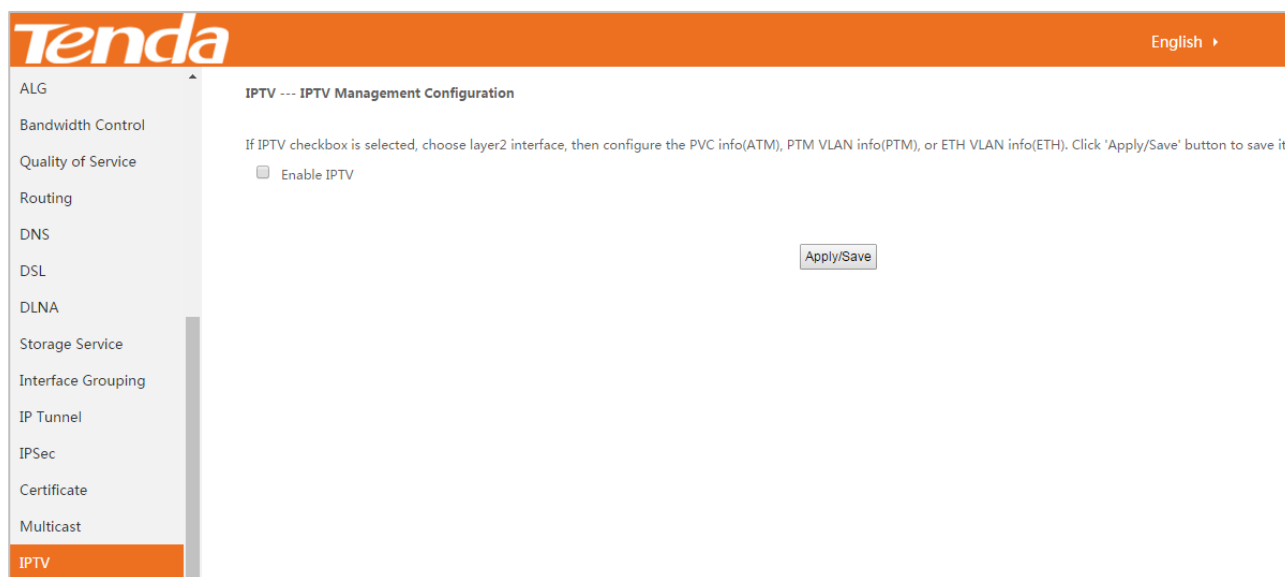 Tenda
English
ALG
Bandwidth Control
Quality of Service
Routing
DNS
DSL
DLNA
Storage Service
Interface Grouping
IP Tunnel
IPSec
Certificate
Multicast
IPTV
IPTV --- IPTV Management Configuration
If IPTV checkbox is selected, choose layer2 interface, then configure the PVC info(ATM), PTM VLAN info(PTM), or ETH VLAN info(ETH). Click 'Apply/Save' button to save it
Enable IPTV
Apply/Save